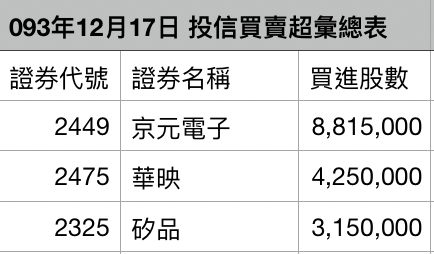 093年12月17日 投信買賣超彙總表
證券代號 證券名稱 買進股數
2449 京元電子 8,815,000
2475 華映 4,250,000
2325 矽品 3,150,000